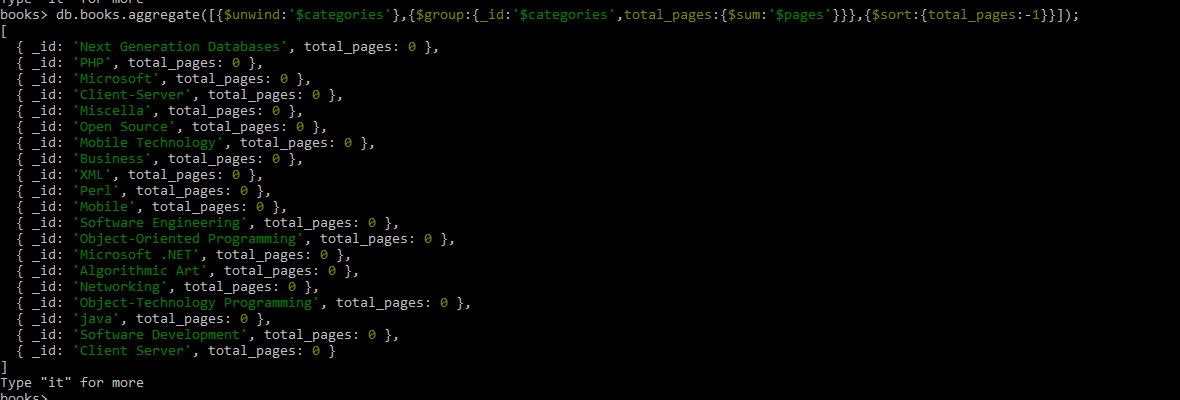 Type "it" for more
books> db.books.aggregate([{$unwind:'$categories'},{$group:{_id:'$categories',total_pages:{$sum:'$pages'}}},{$sort:{total_pages:-1}}]);
[
  { _id: 'Next Generation Databases', total_pages: 0 },
  { _id: 'PHP', total_pages: 0 },
  { _id: 'Microsoft', total_pages: 0 },
  { _id: 'Client-Server', total_pages: 0 },
  { _id: 'Miscella', total_pages: 0 },
  { _id: 'Open Source', total_pages: 0 },
  { _id: 'Mobile Technology', total_pages: 0 },
  { _id: 'Business', total_pages: 0 },
  { _id: 'XML', total_pages: 0 },
  { _id: 'Perl', total_pages: 0 },
  { _id: 'Mobile', total_pages: 0 },
  { _id: 'Software Engineering', total_pages: 0 },
  { _id: 'Object-Oriented Programming', total_pages: 0 },
  { _id: 'Microsoft .NET', total_pages: 0 },
  { _id: 'Algorithmic Art', total_pages: 0 },
  { _id: 'Networking', total_pages: 0 },
  { _id: 'Object-Technology Programming', total_pages: 0 },
  { _id: 'java', total_pages: 0 },
  { _id: 'Software Development', total_pages: 0 },
  { _id: 'Client Server', total_pages: 0 }
]
Type "it" for more
books>